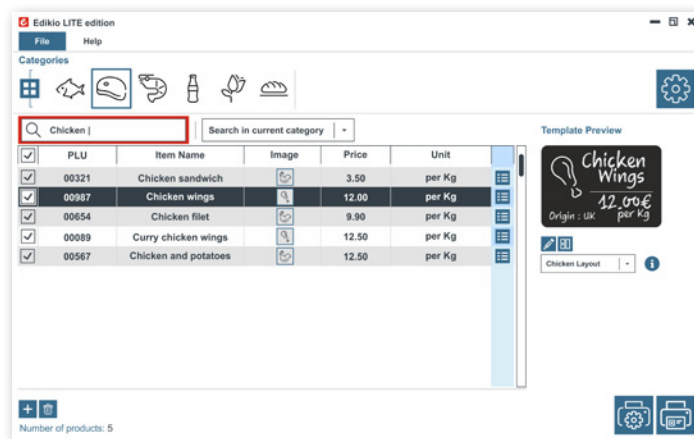 Edikio LITE edition
File Help
Categories
Chicken | Search in current category
Template Preview
PLU Item Name Image Price Unit
00321 Chicken sandwich 3.50 per Kg
00987 Chicken wings 12.00 per Kg
00654 Chicken filet 9.90 per Kg
00089 Curry chicken wings 12.50 per Kg
00567 Chicken and potatoes 12.50 per Kg
Chicken
Wings
12,00€
Origin : UK per Kg
Chicken Layout
Number of products: 5